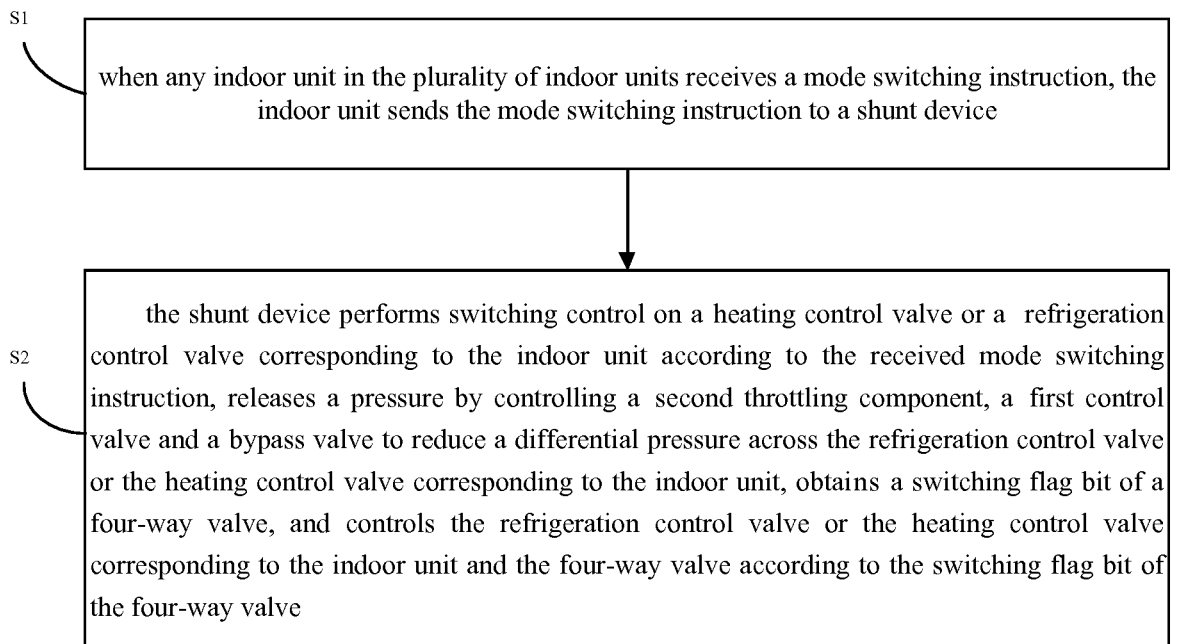 S1
when any indoor unit in the plurality of indoor units receives a mode switching instruction, the
indoor unit sends the mode switching instruction to a shunt device
S2
the shunt device performs switching control on a heating control valve or a refrigeration
control valve corresponding to the indoor unit according to the received mode switching
instruction, releases a pressure by controlling a second throttling component, a first control
valve and a bypass valve to reduce a differential pressure across the refrigeration control valve
or the heating control valve corresponding to the indoor unit, obtains a switching flag bit of a
four-way valve, and controls the refrigeration control valve or the heating control valve
corresponding to the indoor unit and the four-way valve according to the switching flag bit of
the four-way valve